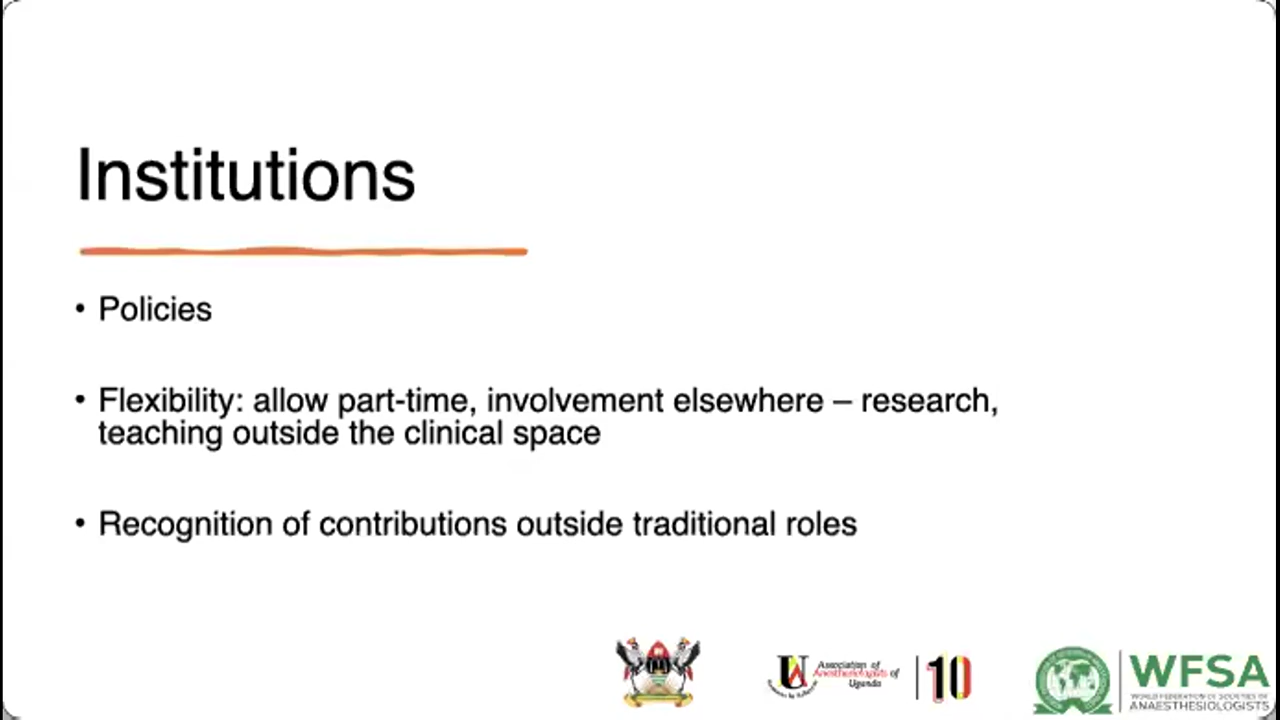 Institutions
• Policies
• Flexibility: allow part-time, involvement elsewhere – research,
teaching outside the clinical space
• Recognition of contributions outside traditional roles
Association of
Anesthesiologists of
Uganda
10
WFSA
WORLD FEDERATION OF SOCIETIES OF
ANAESTHESIOLOGISTS